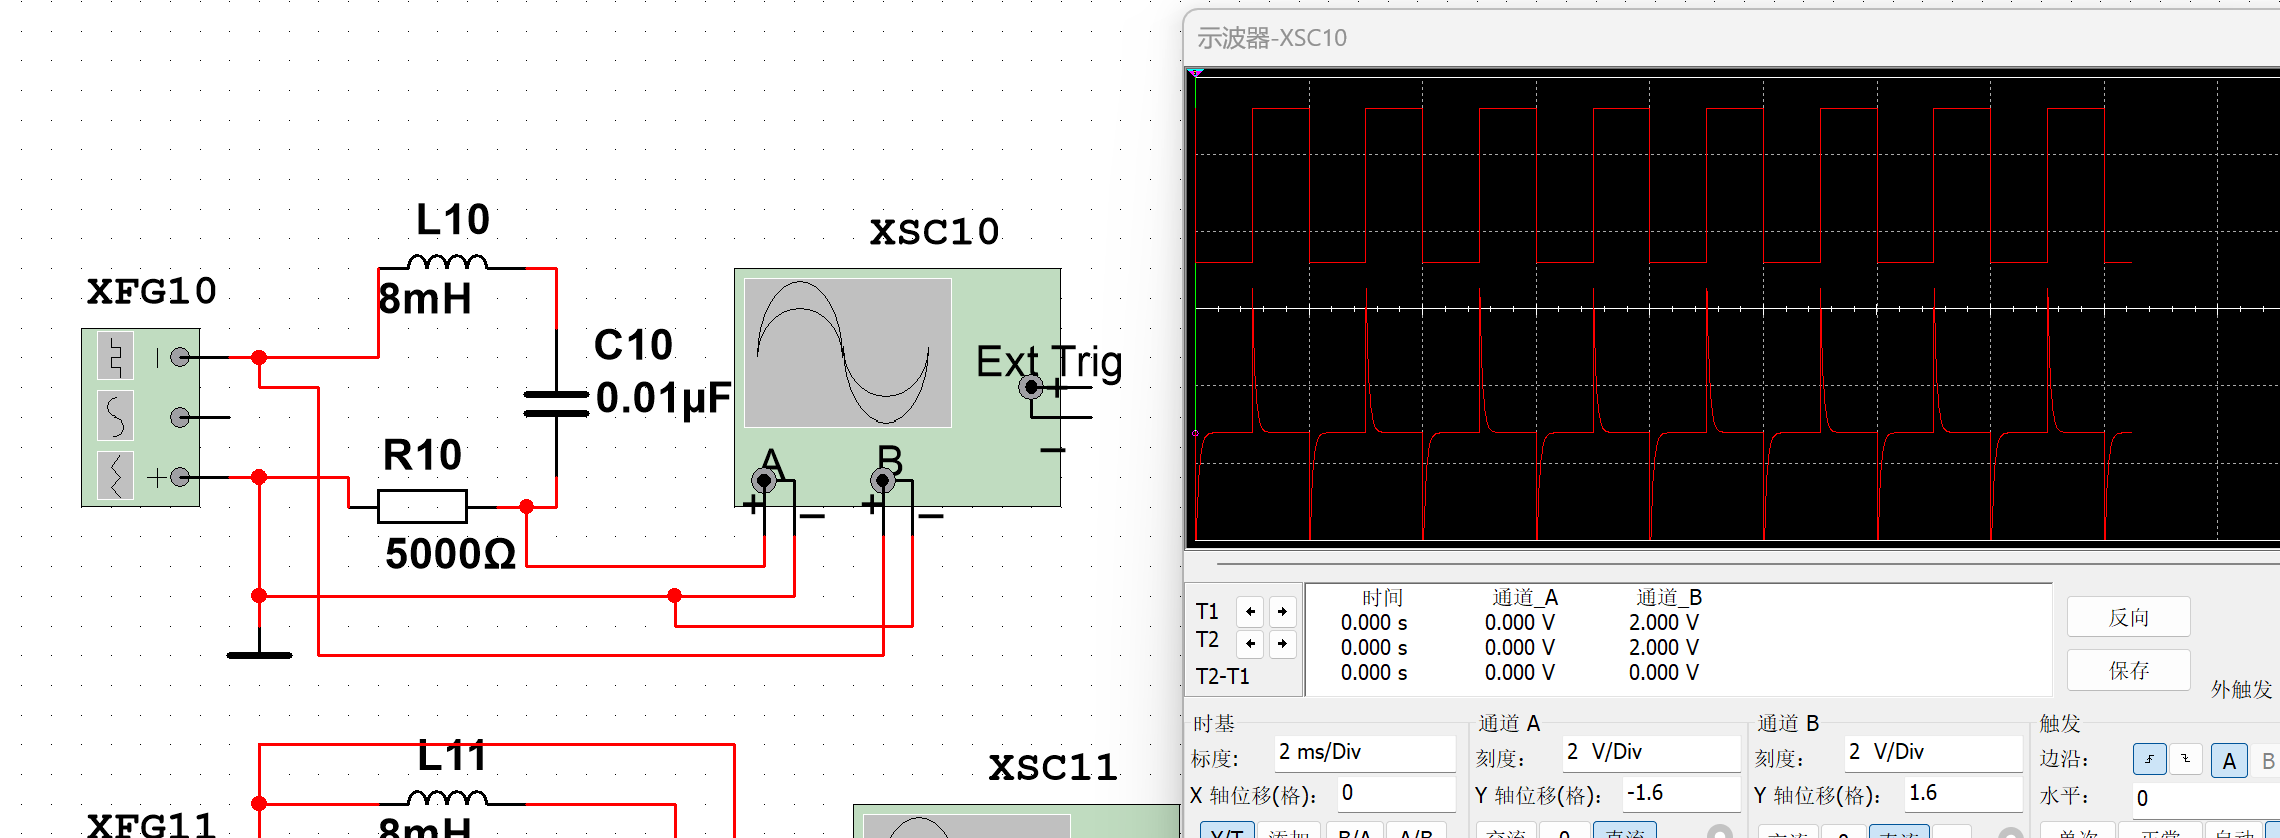 示波器-XSC10
L10
8mH
XFG10
C10
0.01μF
R10
5000Ω
XSC10
Ext Trig
A
B
+
−
+
−
+
−
+
L11
8mH
XFG11
XSC11
时间 通道_A 通道_B
T1 0.000 s 0.000 V 2.000 V
T2 0.000 s 0.000 V 2.000 V
T2-T1 0.000 s 0.000 V 0.000 V
反向
保存
外触发
时基
标度: 2 ms/Div
X 轴位移(格): 0
Y/T 添加 B/A A/B
通道 A
刻度: 2 V/Div
Y 轴位移(格): -1.6
交流 0 直流
通道 B
刻度: 2 V/Div
Y 轴位移(格): 1.6
交流 0 直流
触发
边沿: A B
水平: 0
单次 正常 自动